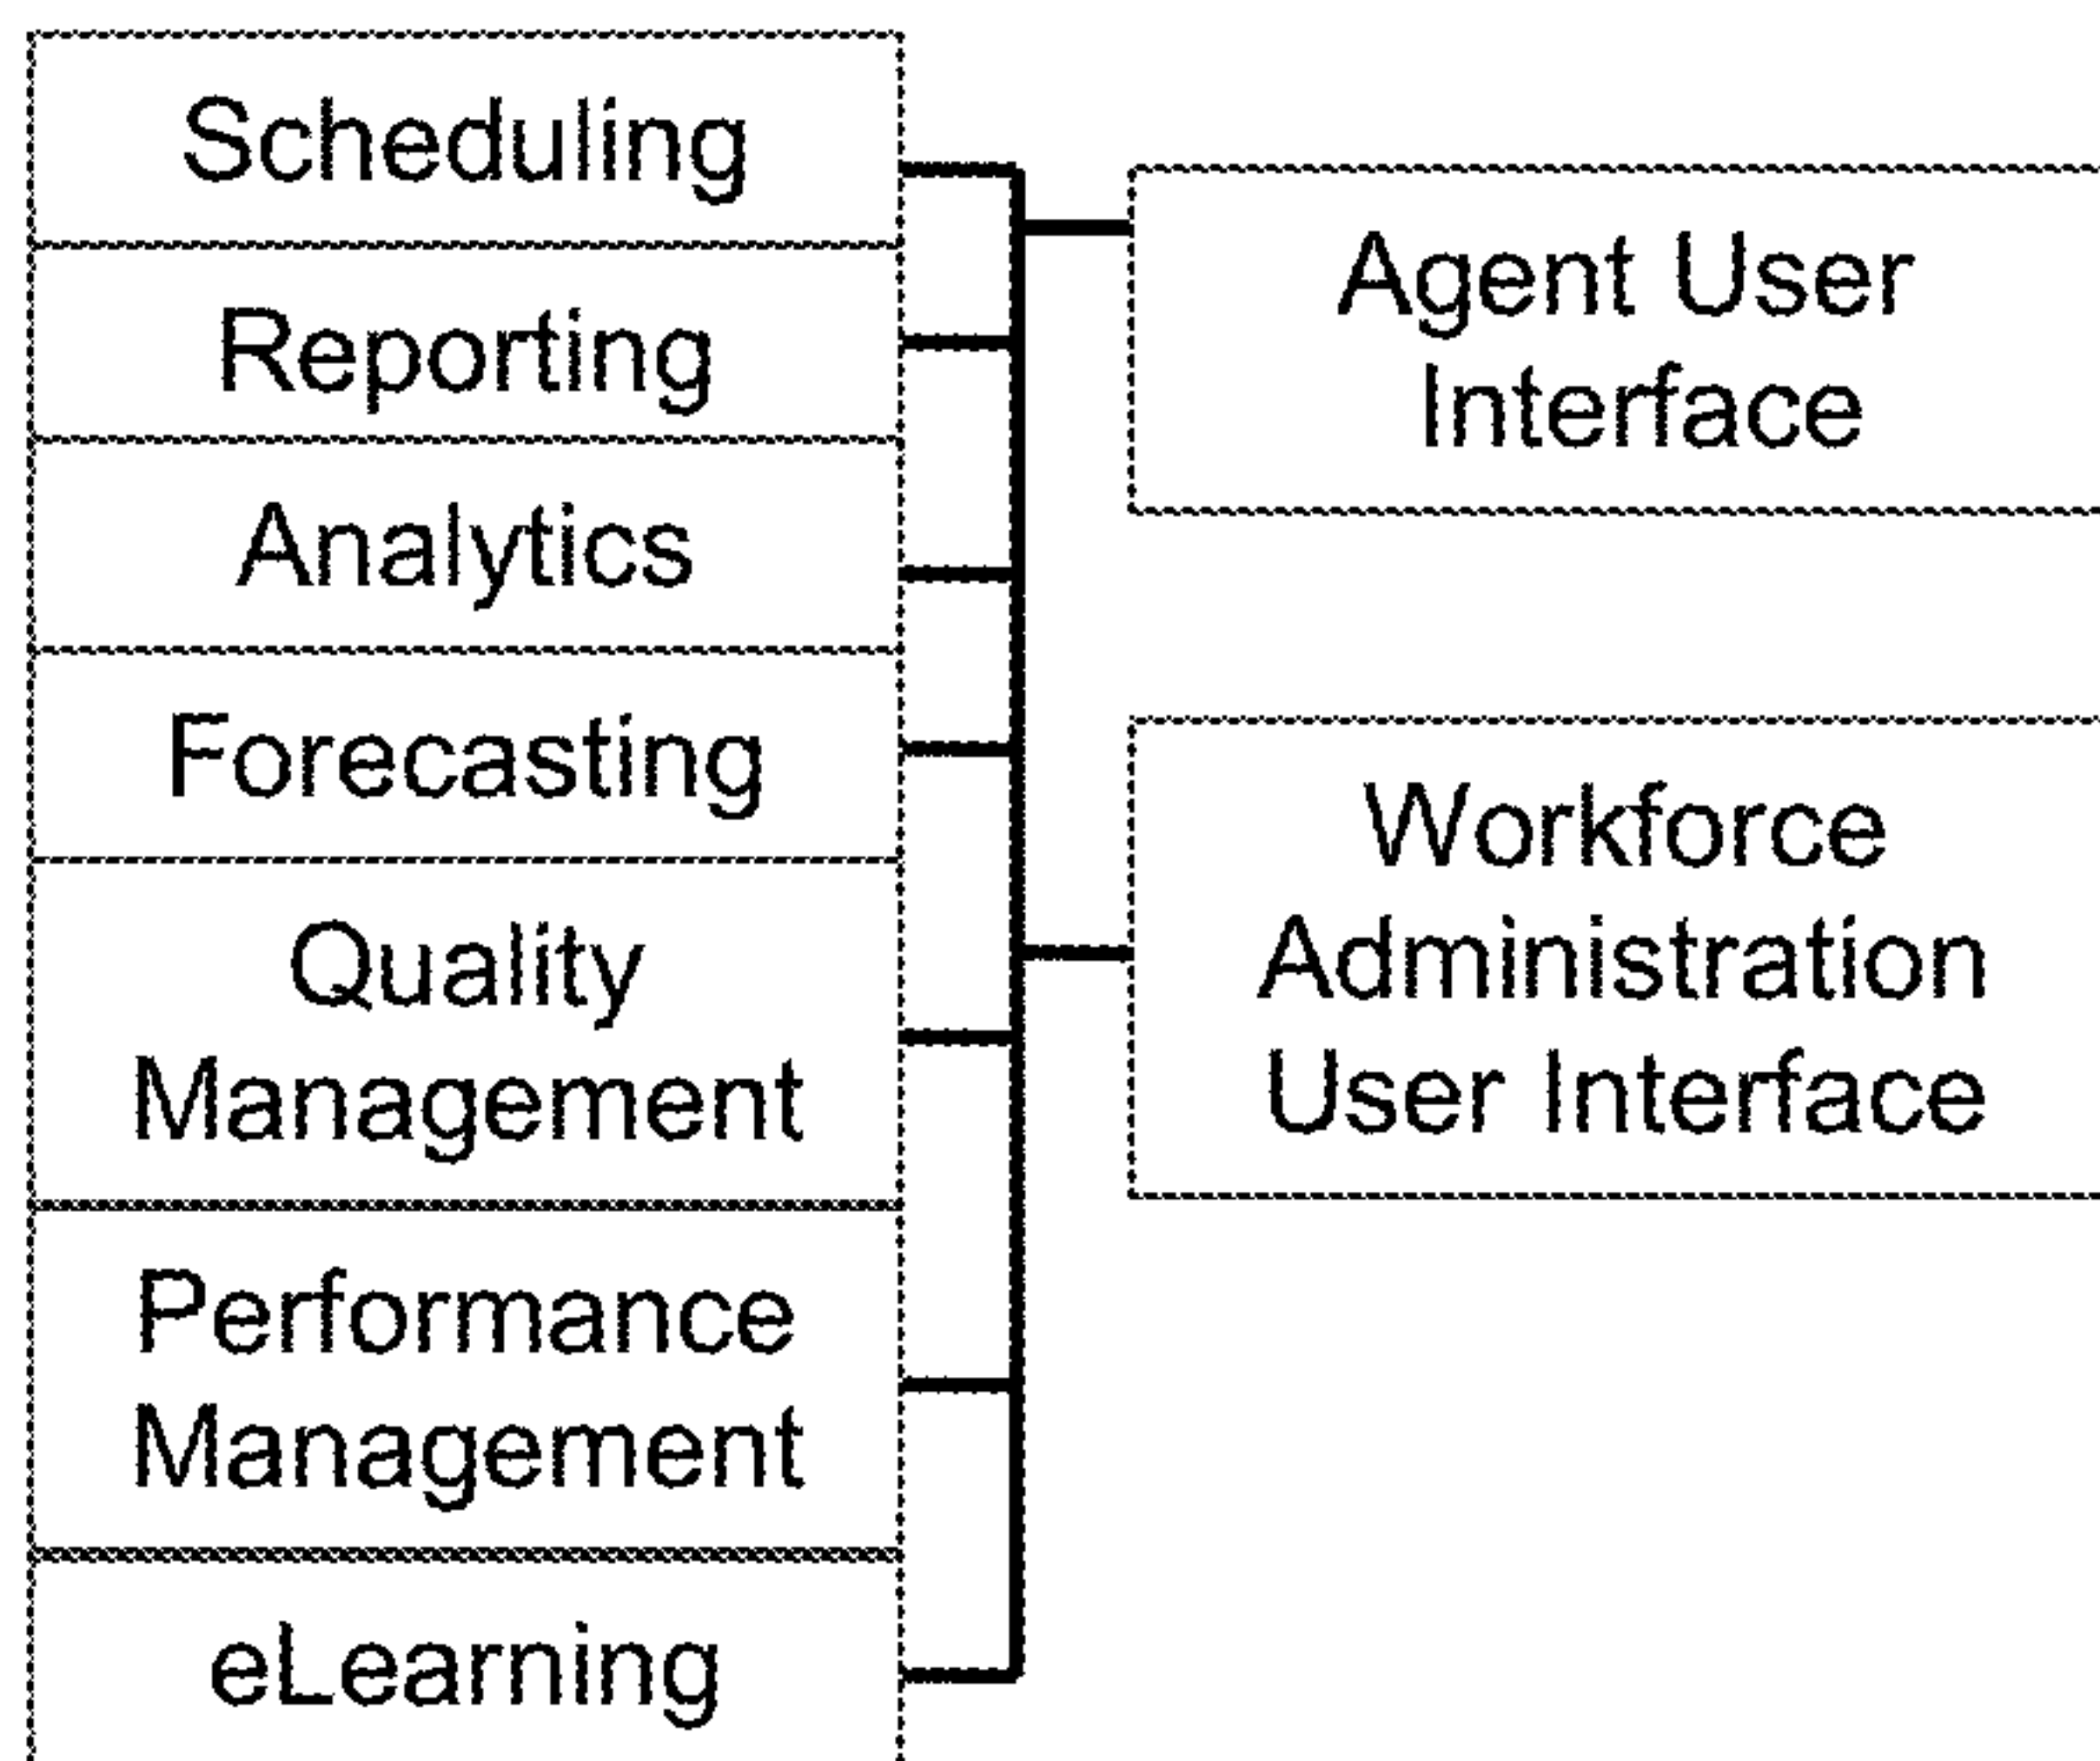 Scheduling
Reporting
Analytics
Forecasting
Quality
Management
Performance
Management
eLearning
Agent User
Interface
Workforce
Administration
User Interface